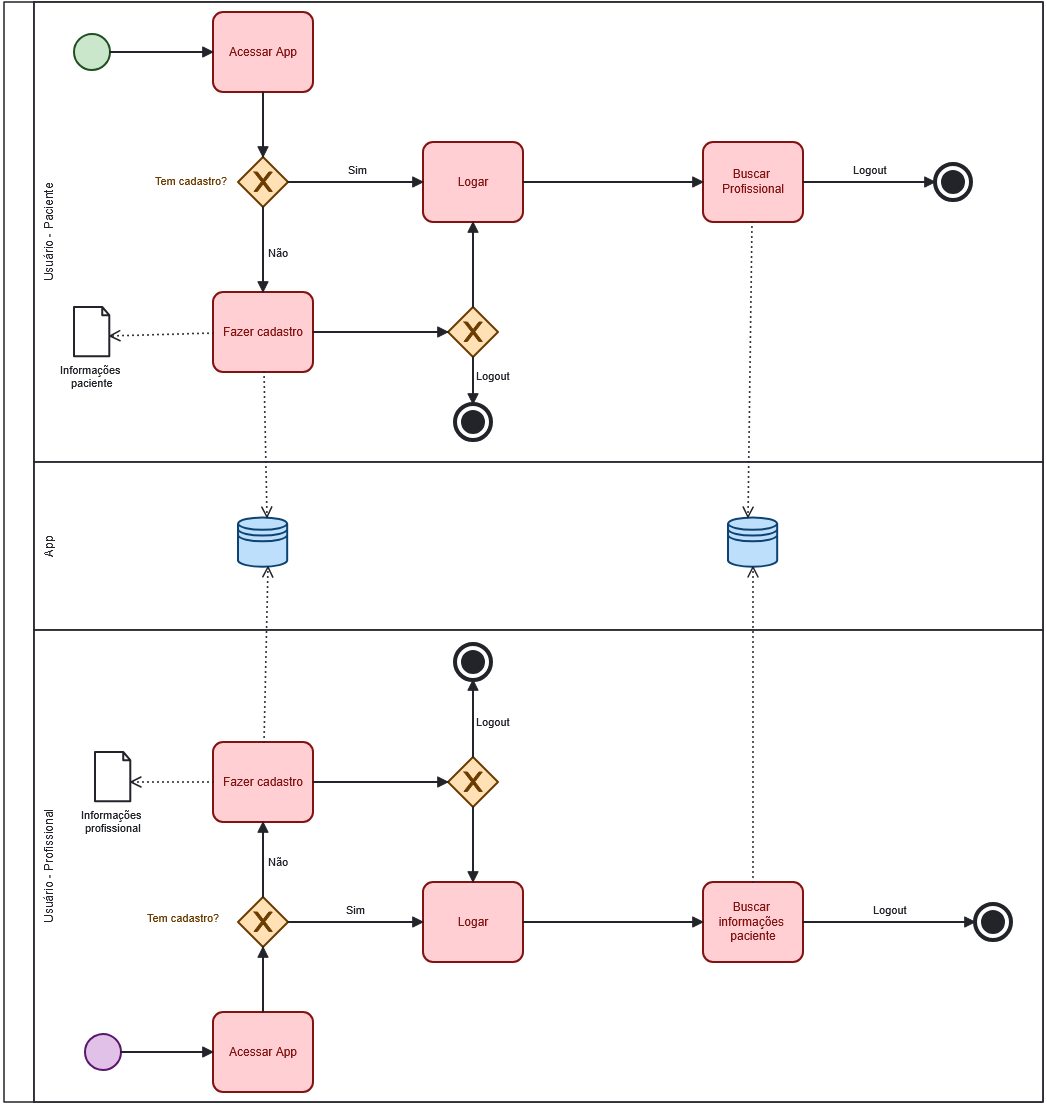 Acessar App
Usuário - Paciente
Tem cadastro?
X
Sim
Logar
Buscar
Profissional
Logout
Não
Fazer cadastro
X
Informações
paciente
Logout
App
Logout
Usuário - Profissional
Fazer cadastro
X
Informações
profissional
Não
Tem cadastro?
X
Sim
Logar
Buscar
informações
paciente
Logout
Acessar App